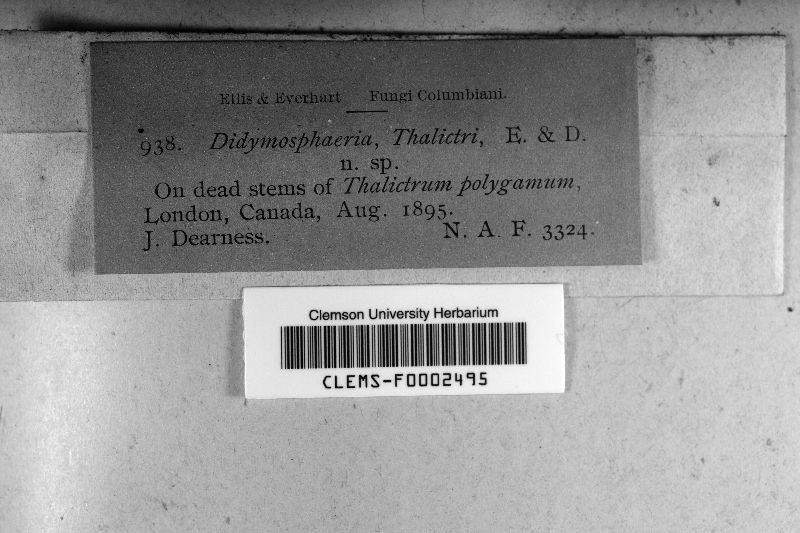 Ellis & Everhart — Fungi Columbiani.
938. Didymosphaeria, Thalictri, E. & D.
n. sp.
On dead stems of Thalictrum polygamum,
London, Canada, Aug. 1895.
J. Dearness. N. A. F. 3324.
Clemson University Herbarium
CLEMS-F0002495